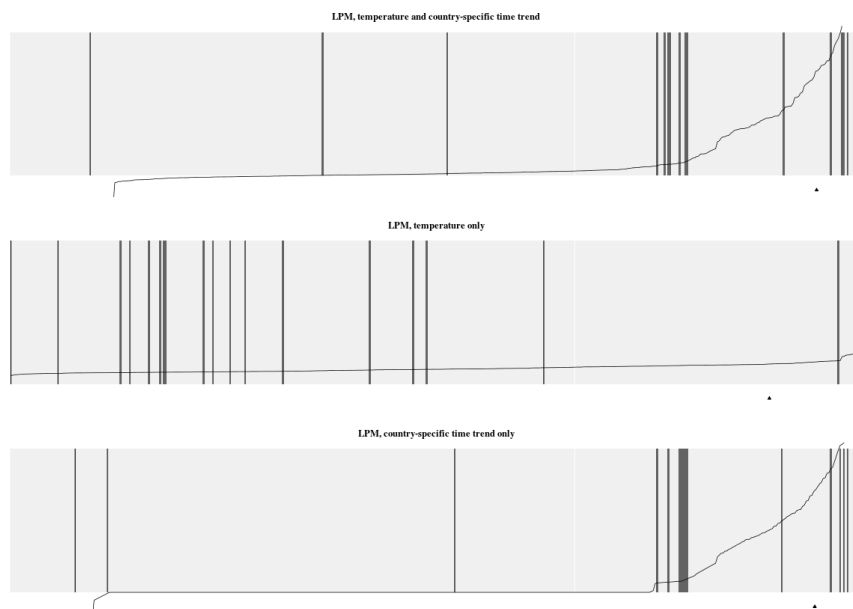 LPM, temperature and country-specific time trend
LPM, temperature only
LPM, country-specific time trend only